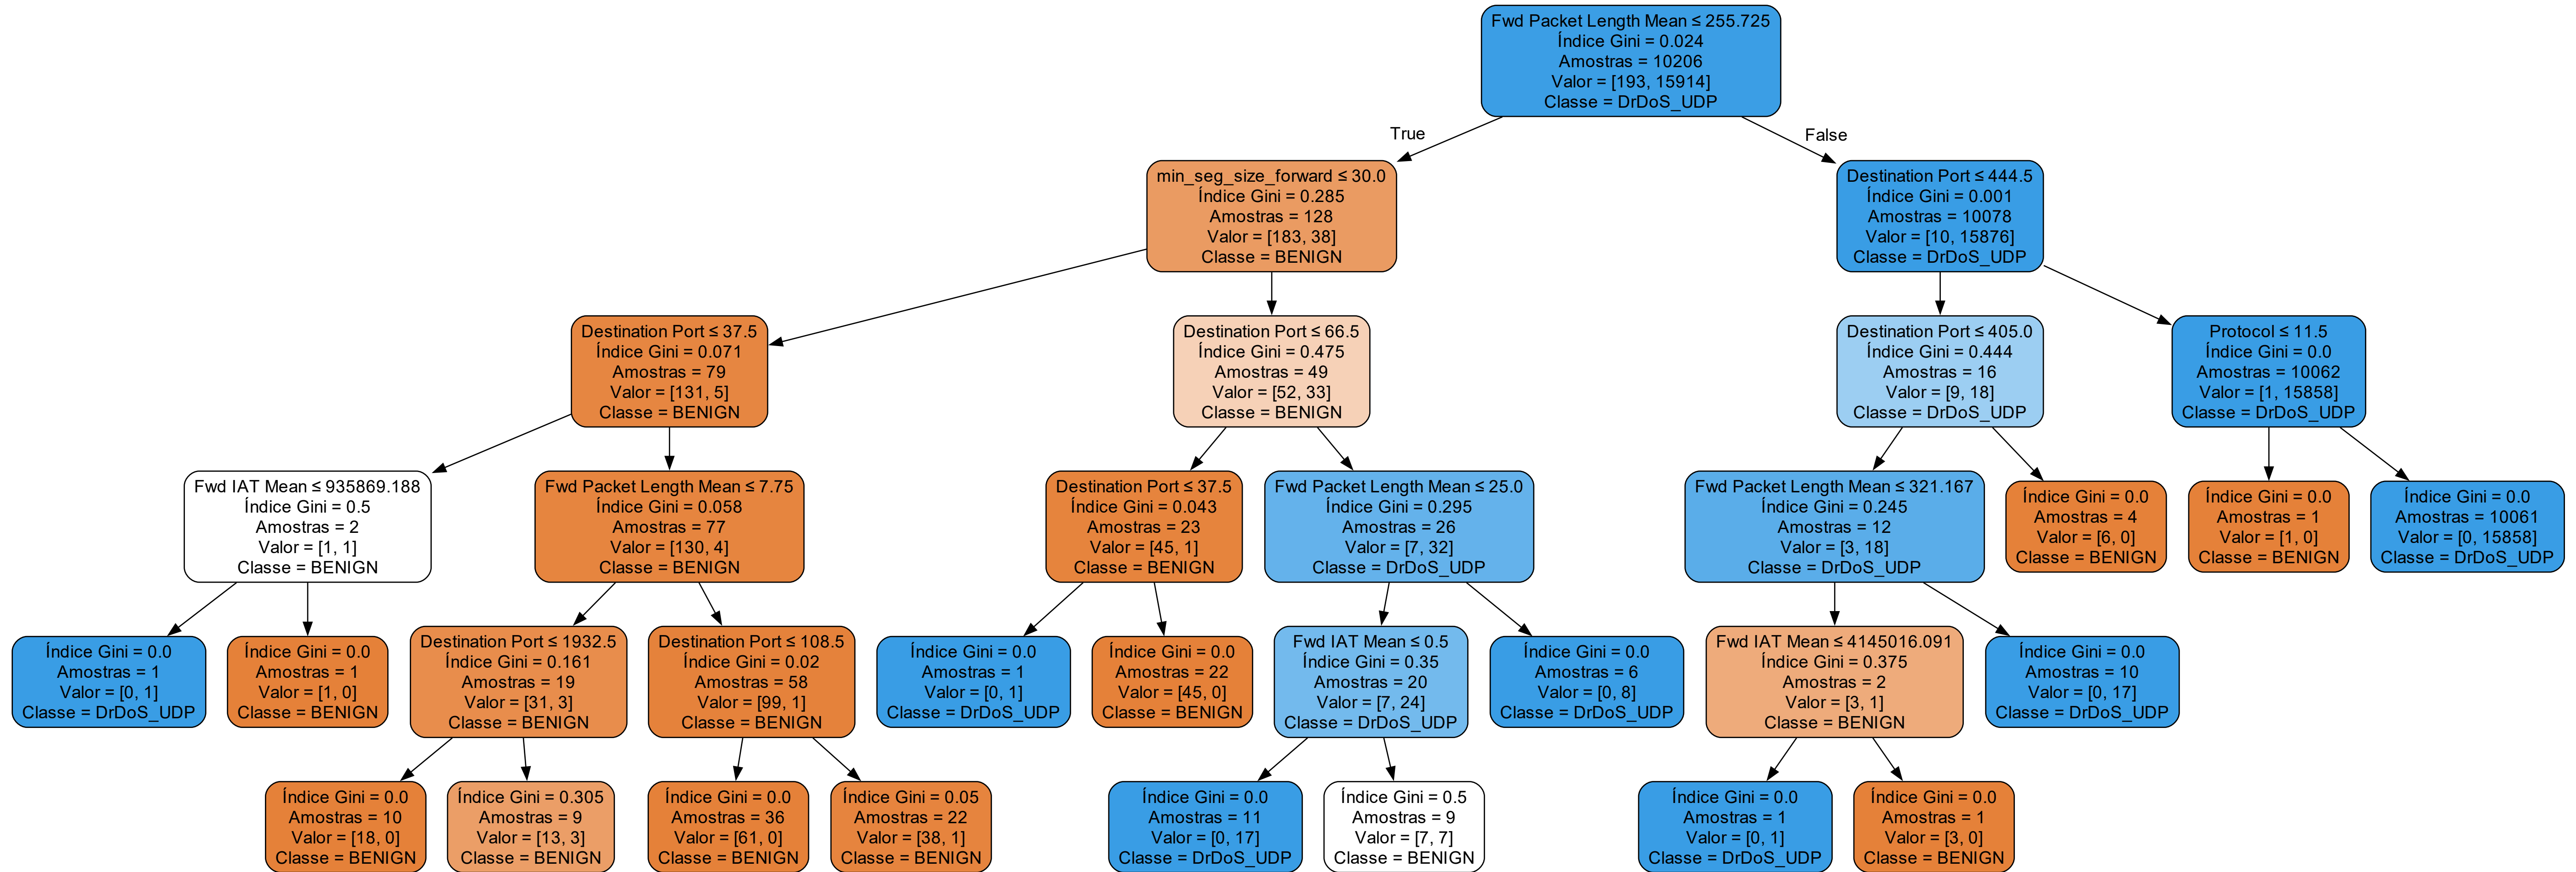 Fwd Packet Length Mean ≤ 255.725
Índice Gini = 0.024
Amostras = 10206
Valor = [193, 15914]
Classe = DrDoS_UDP
True
False
min_seg_size_forward ≤ 30.0
Índice Gini = 0.285
Amostras = 128
Valor = [183, 38]
Classe = BENIGN
Destination Port ≤ 444.5
Índice Gini = 0.001
Amostras = 10078
Valor = [10, 15876]
Classe = DrDoS_UDP
Destination Port ≤ 37.5
Índice Gini = 0.071
Amostras = 79
Valor = [131, 5]
Classe = BENIGN
Destination Port ≤ 66.5
Índice Gini = 0.475
Amostras = 49
Valor = [52, 33]
Classe = BENIGN
Destination Port ≤ 405.0
Índice Gini = 0.444
Amostras = 16
Valor = [9, 18]
Classe = DrDoS_UDP
Protocol ≤ 11.5
Índice Gini = 0.0
Amostras = 10062
Valor = [1, 15858]
Classe = DrDoS_UDP
Fwd IAT Mean ≤ 935869.188
Índice Gini = 0.5
Amostras = 2
Valor = [1, 1]
Classe = BENIGN
Fwd Packet Length Mean ≤ 7.75
Índice Gini = 0.058
Amostras = 77
Valor = [130, 4]
Classe = BENIGN
Destination Port ≤ 37.5
Índice Gini = 0.043
Amostras = 23
Valor = [45, 1]
Classe = BENIGN
Fwd Packet Length Mean ≤ 25.0
Índice Gini = 0.295
Amostras = 26
Valor = [7, 32]
Classe = DrDoS_UDP
Fwd Packet Length Mean ≤ 321.167
Índice Gini = 0.245
Amostras = 12
Valor = [3, 18]
Classe = DrDoS_UDP
Índice Gini = 0.0
Amostras = 4
Valor = [6, 0]
Classe = BENIGN
Índice Gini = 0.0
Amostras = 1
Valor = [1, 0]
Classe = BENIGN
Índice Gini = 0.0
Amostras = 10061
Valor = [0, 15858]
Classe = DrDoS_UDP
Índice Gini = 0.0
Amostras = 1
Valor = [0, 1]
Classe = DrDoS_UDP
Índice Gini = 0.0
Amostras = 1
Valor = [1, 0]
Classe = BENIGN
Destination Port ≤ 1932.5
Índice Gini = 0.161
Amostras = 19
Valor = [31, 3]
Classe = BENIGN
Destination Port ≤ 108.5
Índice Gini = 0.02
Amostras = 58
Valor = [99, 1]
Classe = BENIGN
Índice Gini = 0.0
Amostras = 1
Valor = [0, 1]
Classe = DrDoS_UDP
Índice Gini = 0.0
Amostras = 22
Valor = [45, 0]
Classe = BENIGN
Fwd IAT Mean ≤ 0.5
Índice Gini = 0.35
Amostras = 20
Valor = [7, 24]
Classe = DrDoS_UDP
Índice Gini = 0.0
Amostras = 6
Valor = [0, 8]
Classe = DrDoS_UDP
Fwd IAT Mean ≤ 4145016.091
Índice Gini = 0.375
Amostras = 2
Valor = [3, 1]
Classe = BENIGN
Índice Gini = 0.0
Amostras = 10
Valor = [0, 17]
Classe = DrDoS_UDP
Índice Gini = 0.0
Amostras = 10
Valor = [18, 0]
Classe = BENIGN
Índice Gini = 0.305
Amostras = 9
Valor = [13, 3]
Classe = BENIGN
Índice Gini = 0.0
Amostras = 36
Valor = [61, 0]
Classe = BENIGN
Índice Gini = 0.05
Amostras = 22
Valor = [38, 1]
Classe = BENIGN
Índice Gini = 0.0
Amostras = 11
Valor = [0, 17]
Classe = DrDoS_UDP
Índice Gini = 0.5
Amostras = 9
Valor = [7, 7]
Classe = BENIGN
Índice Gini = 0.0
Amostras = 1
Valor = [0, 1]
Classe = DrDoS_UDP
Índice Gini = 0.0
Amostras = 1
Valor = [3, 0]
Classe = BENIGN